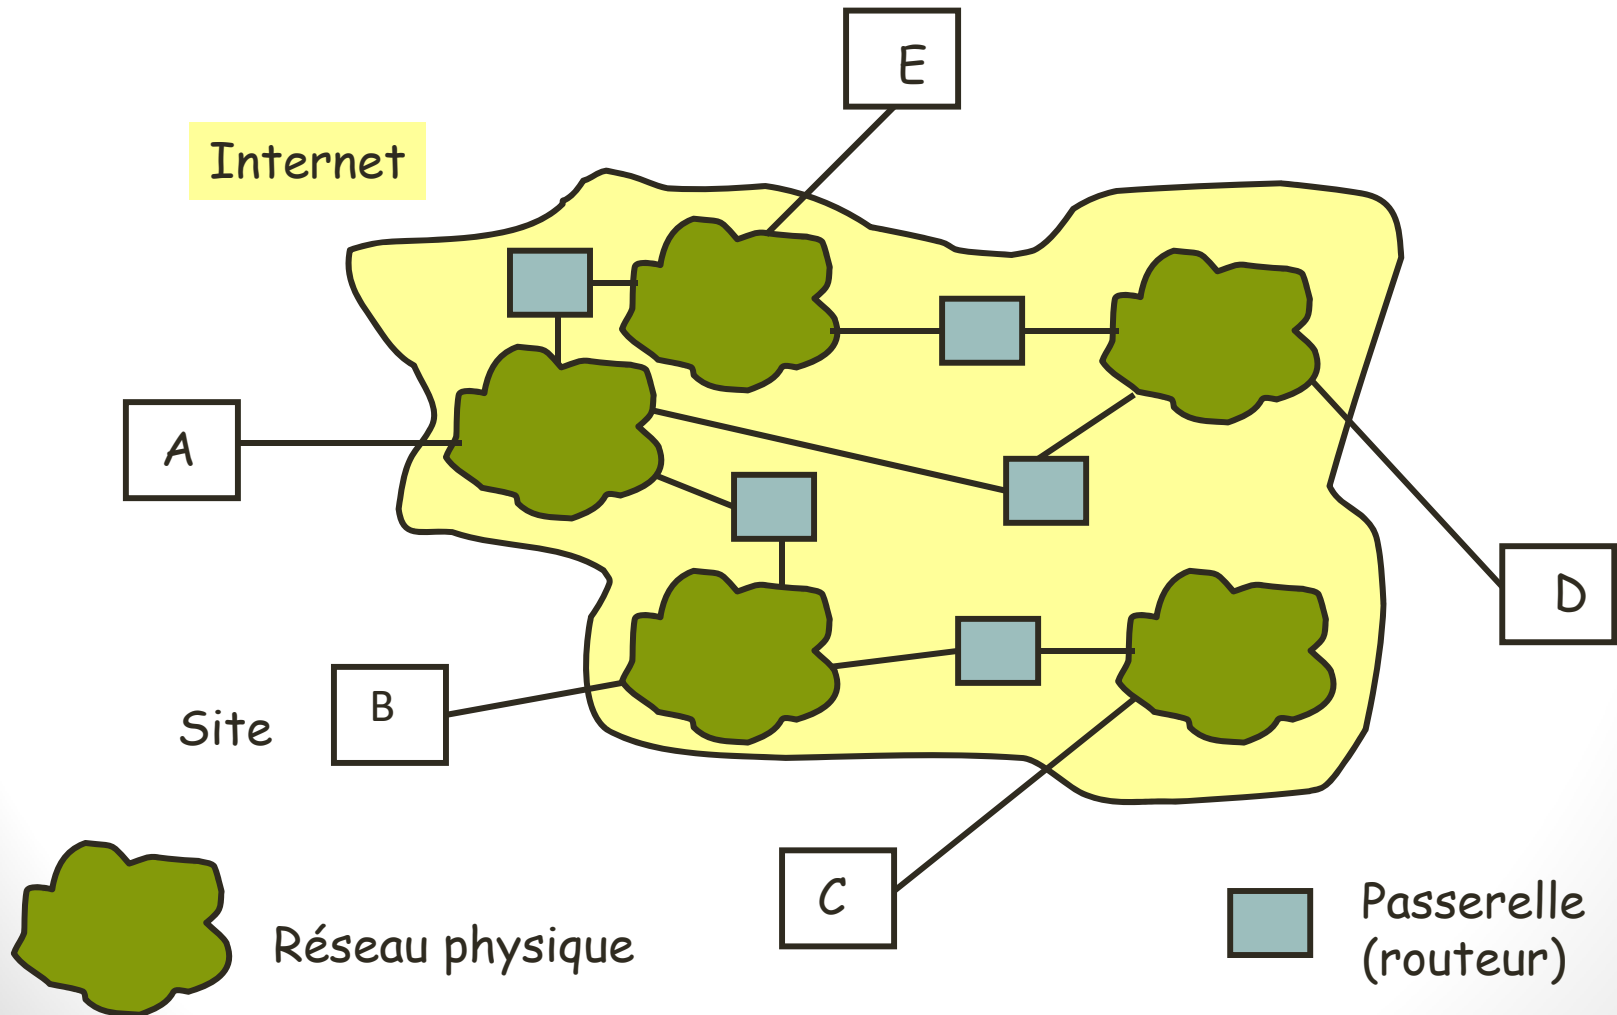 E
Internet
A
D
B
Site
C
Passerelle
(routeur)
Réseau physique